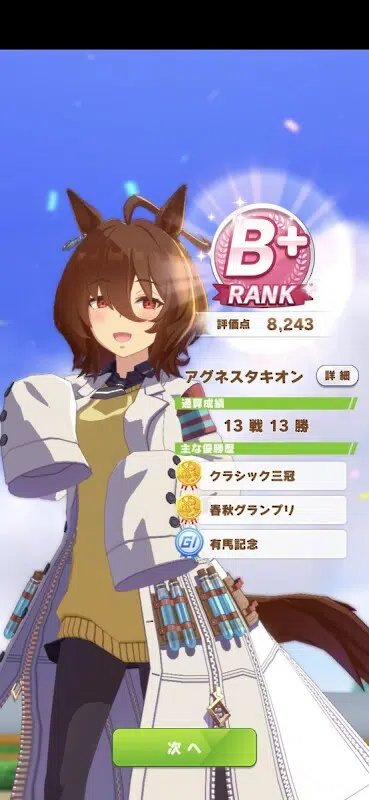 B+
RANK
評価点 8,243
アグネスタキオン 詳細
通算成績
13 戦 13 勝
主な優勝歴
クラシック三冠
春秋グランプリ
GI 有馬記念
次へ